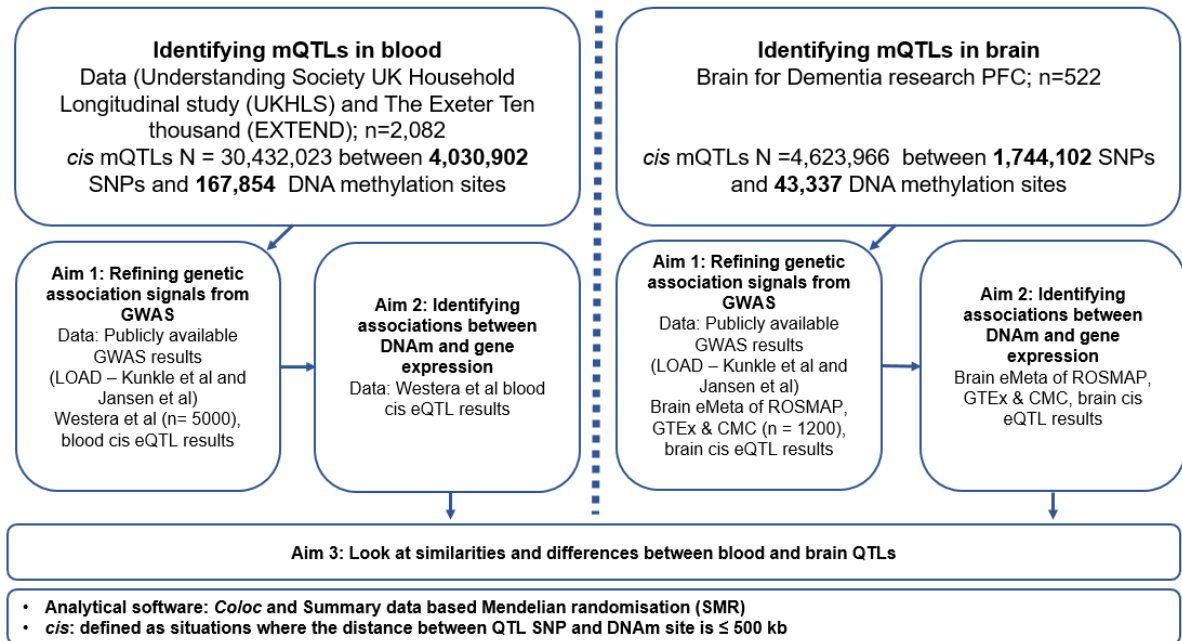 Identifying mQTLs in blood
Data (Understanding Society UK Household
Longitudinal study (UKHLS) and The Exeter Ten
thousand (EXTEND); n=2,082
cis mQTLs N = 30,432,023 between 4,030,902
SNPs and 167,854 DNA methylation sites
Identifying mQTLs in brain
Brain for Dementia research PFC; n=522
cis mQTLs N =4,623,966 between 1,744,102 SNPs
and 43,337 DNA methylation sites
Aim 1: Refining genetic
association signals from
GWAS
Data: Publicly available
GWAS results
(LOAD – Kunkle et al and
Jansen et al)
Westera et al (n= 5000),
blood cis eQTL results
Aim 2: Identifying
associations between
DNAm and gene
expression
Data: Westera et al blood
cis eQTL results
Aim 1: Refining genetic
association signals from
GWAS
Data: Publicly available
GWAS results
(LOAD – Kunkle et al and
Jansen et al)
Brain eMeta of ROSMAP,
GTEx & CMC (n = 1200),
brain cis eQTL results
Aim 2: Identifying
associations between
DNAm and gene
expression
Brain eMeta of ROSMAP,
GTEx & CMC, brain cis
eQTL results
Aim 3: Look at similarities and differences between blood and brain QTLs
• Analytical software: Coloc and Summary data based Mendelian randomisation (SMR)
• cis: defined as situations where the distance between QTL SNP and DNAm site is ≤ 500 kb